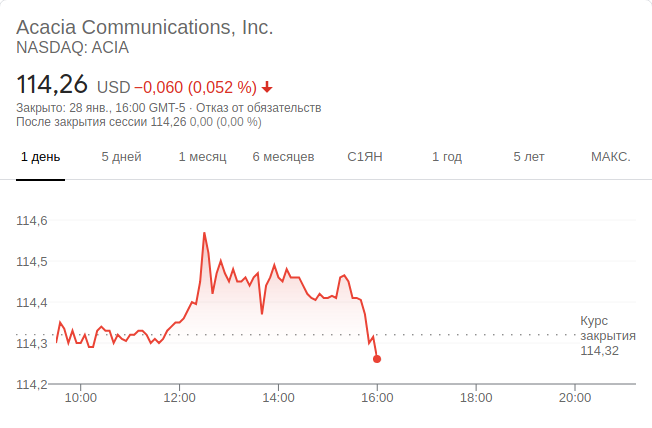 Acacia Communications, Inc.
NASDAQ: ACIA
114,26 USD −0,060 (0,052 %)
Закрыто: 28 янв., 16:00 GMT-5 · Отказ от обязательств
После закрытия сессии 114,26 0,00 (0,00 %)
1 день 5 дней 1 месяц 6 месяцев С1ЯН 1 год 5 лет МАКС.
114,6
114,5
114,4
114,3
114,2
Курс
закрытия
114,32
10:00 12:00 14:00 16:00 18:00 20:00